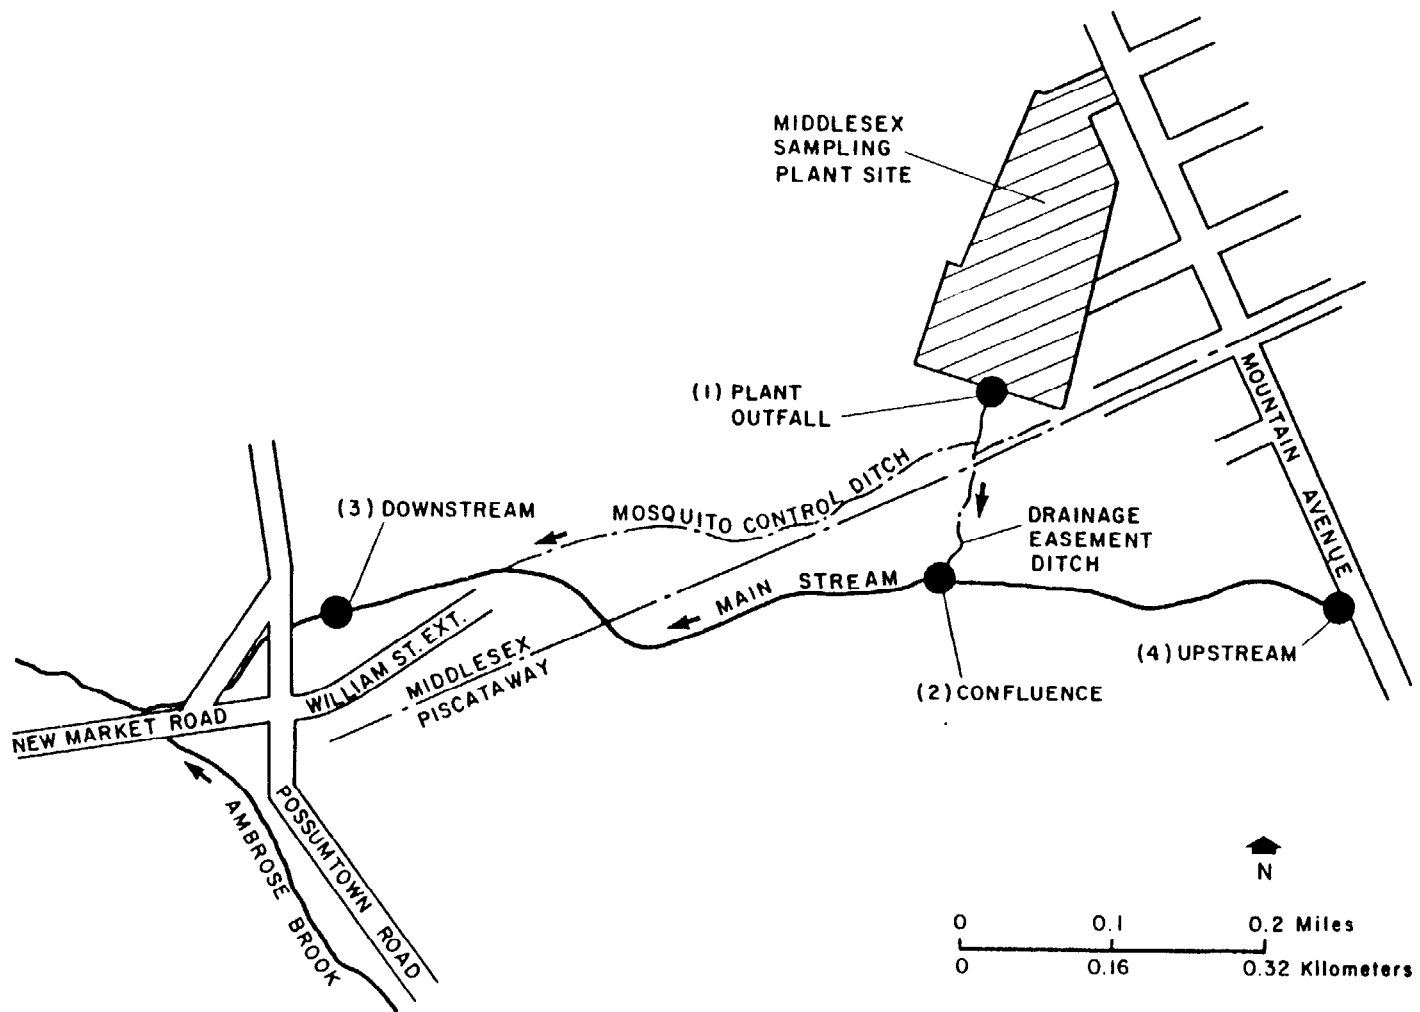 MIDDLESEX
SAMPLING
PLANT SITE
(1) PLANT
OUTFALL
MOUNTAIN AVENUE
(3) DOWNSTREAM
MOSQUITO CONTROL DITCH
DRAINAGE
EASEMENT
DITCH
MAIN STREAM
(4) UPSTREAM
(2) CONFLUENCE
WILLIAM ST. EXT.
MIDDLESEX
PISCATAWAY
NEW MARKET ROAD
POSSUMTOWN ROAD
AMBROSE BROOK
N
0 0.1 0.2 Miles
0 0.16 0.32 Kilometers